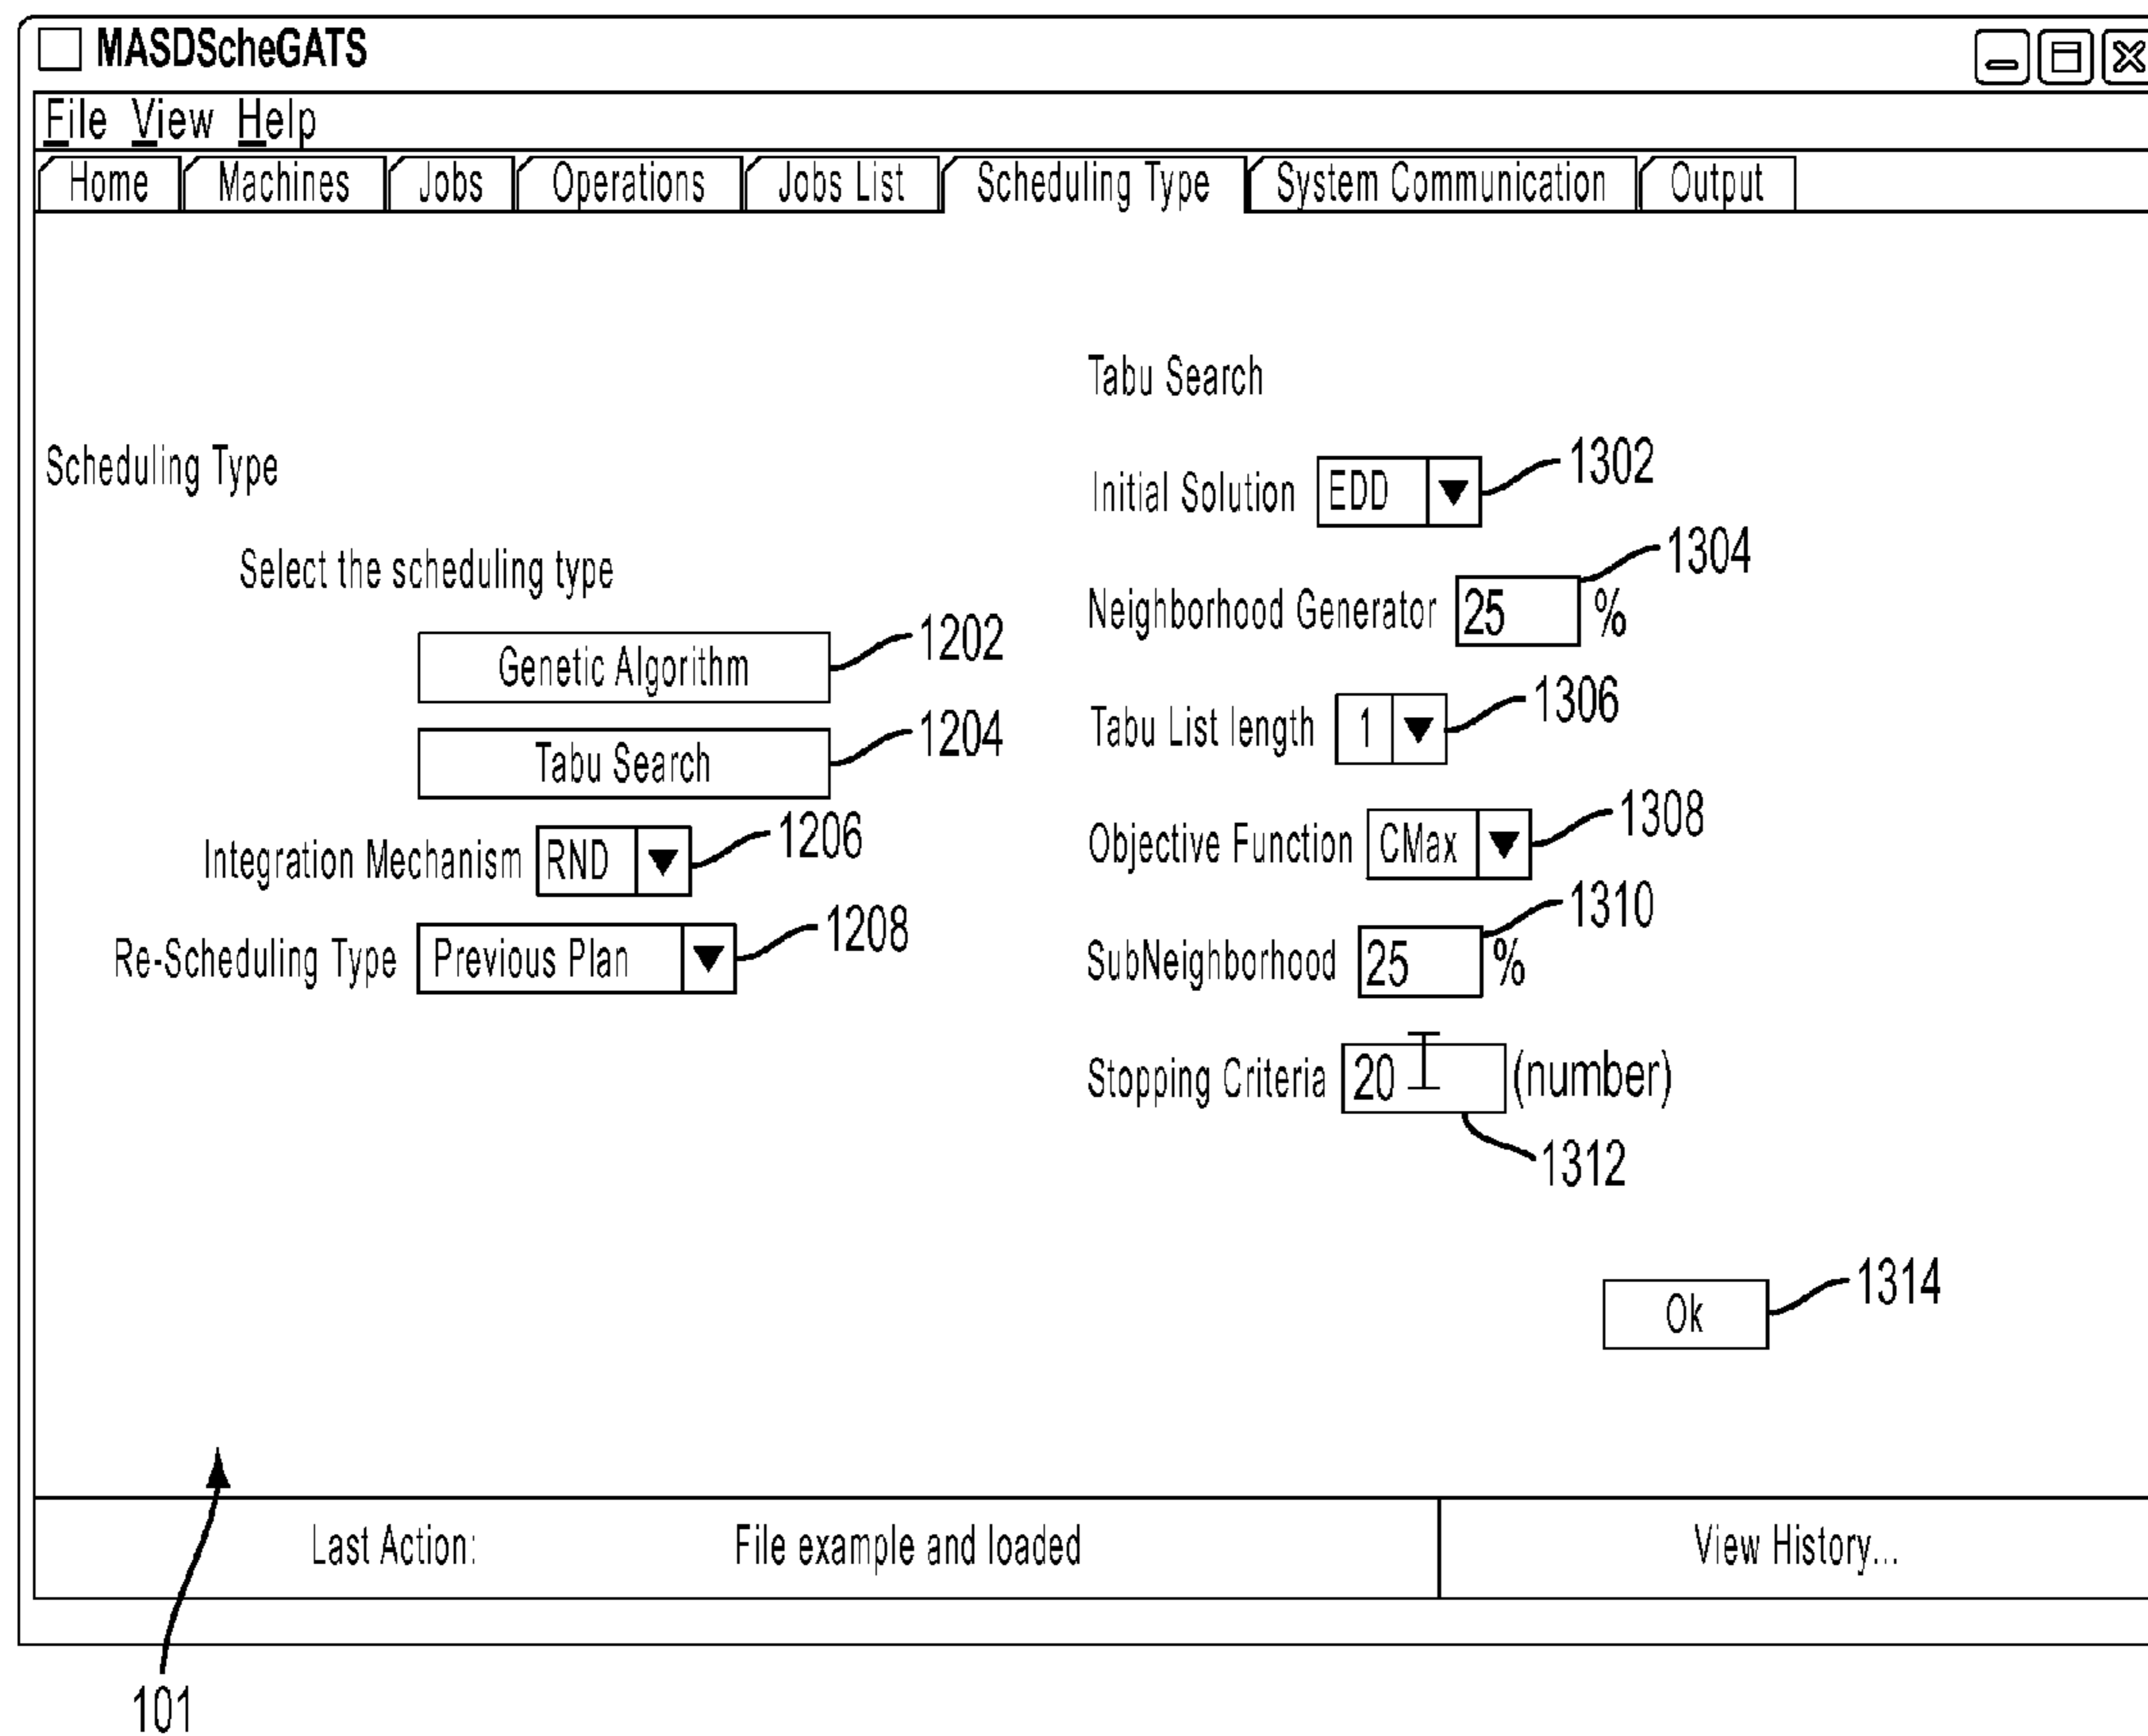 MASDScheGATS
File View Help
Home Machines Jobs Operations Jobs List Scheduling Type System Communication Output
Scheduling Type
Select the scheduling type
Genetic Algorithm 1202
Tabu Search 1204
Integration Mechanism RND 1206
Re-Scheduling Type Previous Plan 1208
Tabu Search
Initial Solution EDD 1302
Neighborhood Generator 25 % 1304
Tabu List length 1 1306
Objective Function CMax 1308
SubNeighborhood 25 % 1310
Stopping Criteria 20 (number)
1312
Ok 1314
Last Action: File example and loaded View History...
101